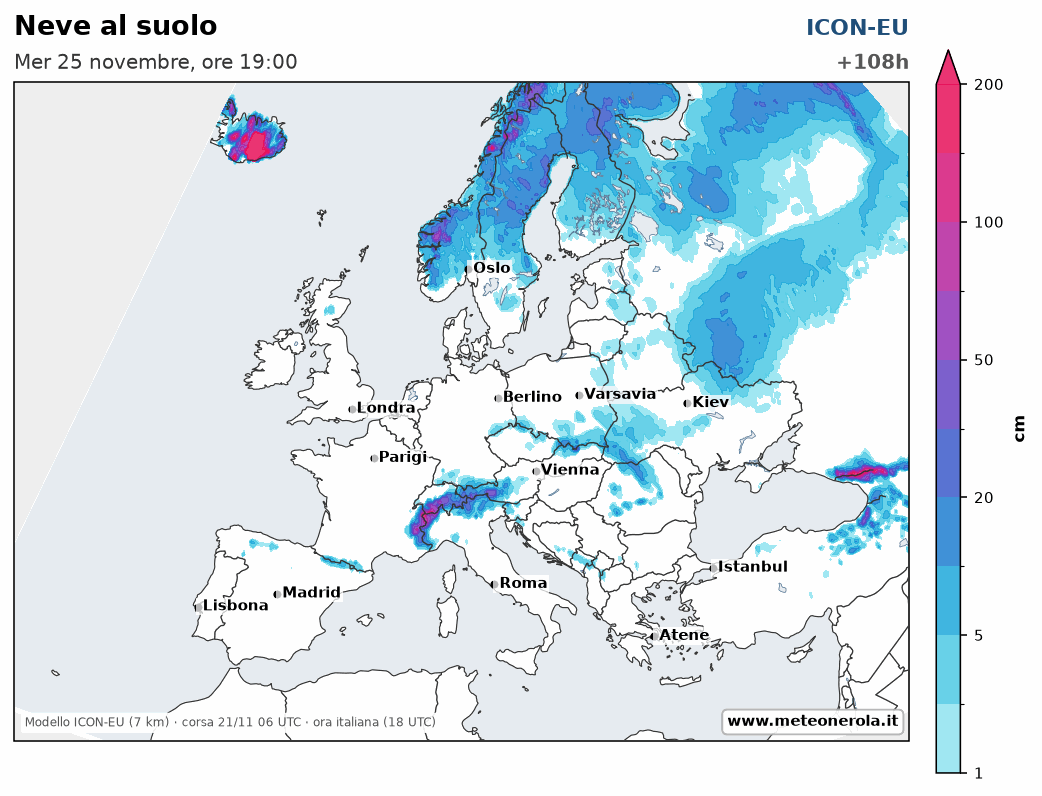 Neve al suolo
ICON-EU
Mer 25 novembre, ore 19:00
+108h
200
100
50
20
5
1
cm
Oslo
Londra
Berlino
Varsavia
Kiev
Parigi
Vienna
Istanbul
Madrid
Roma
Lisbona
Atene
Modello ICON-EU (7 km) · corsa 21/11 06 UTC · ora italiana (18 UTC)
www.meteonerola.it